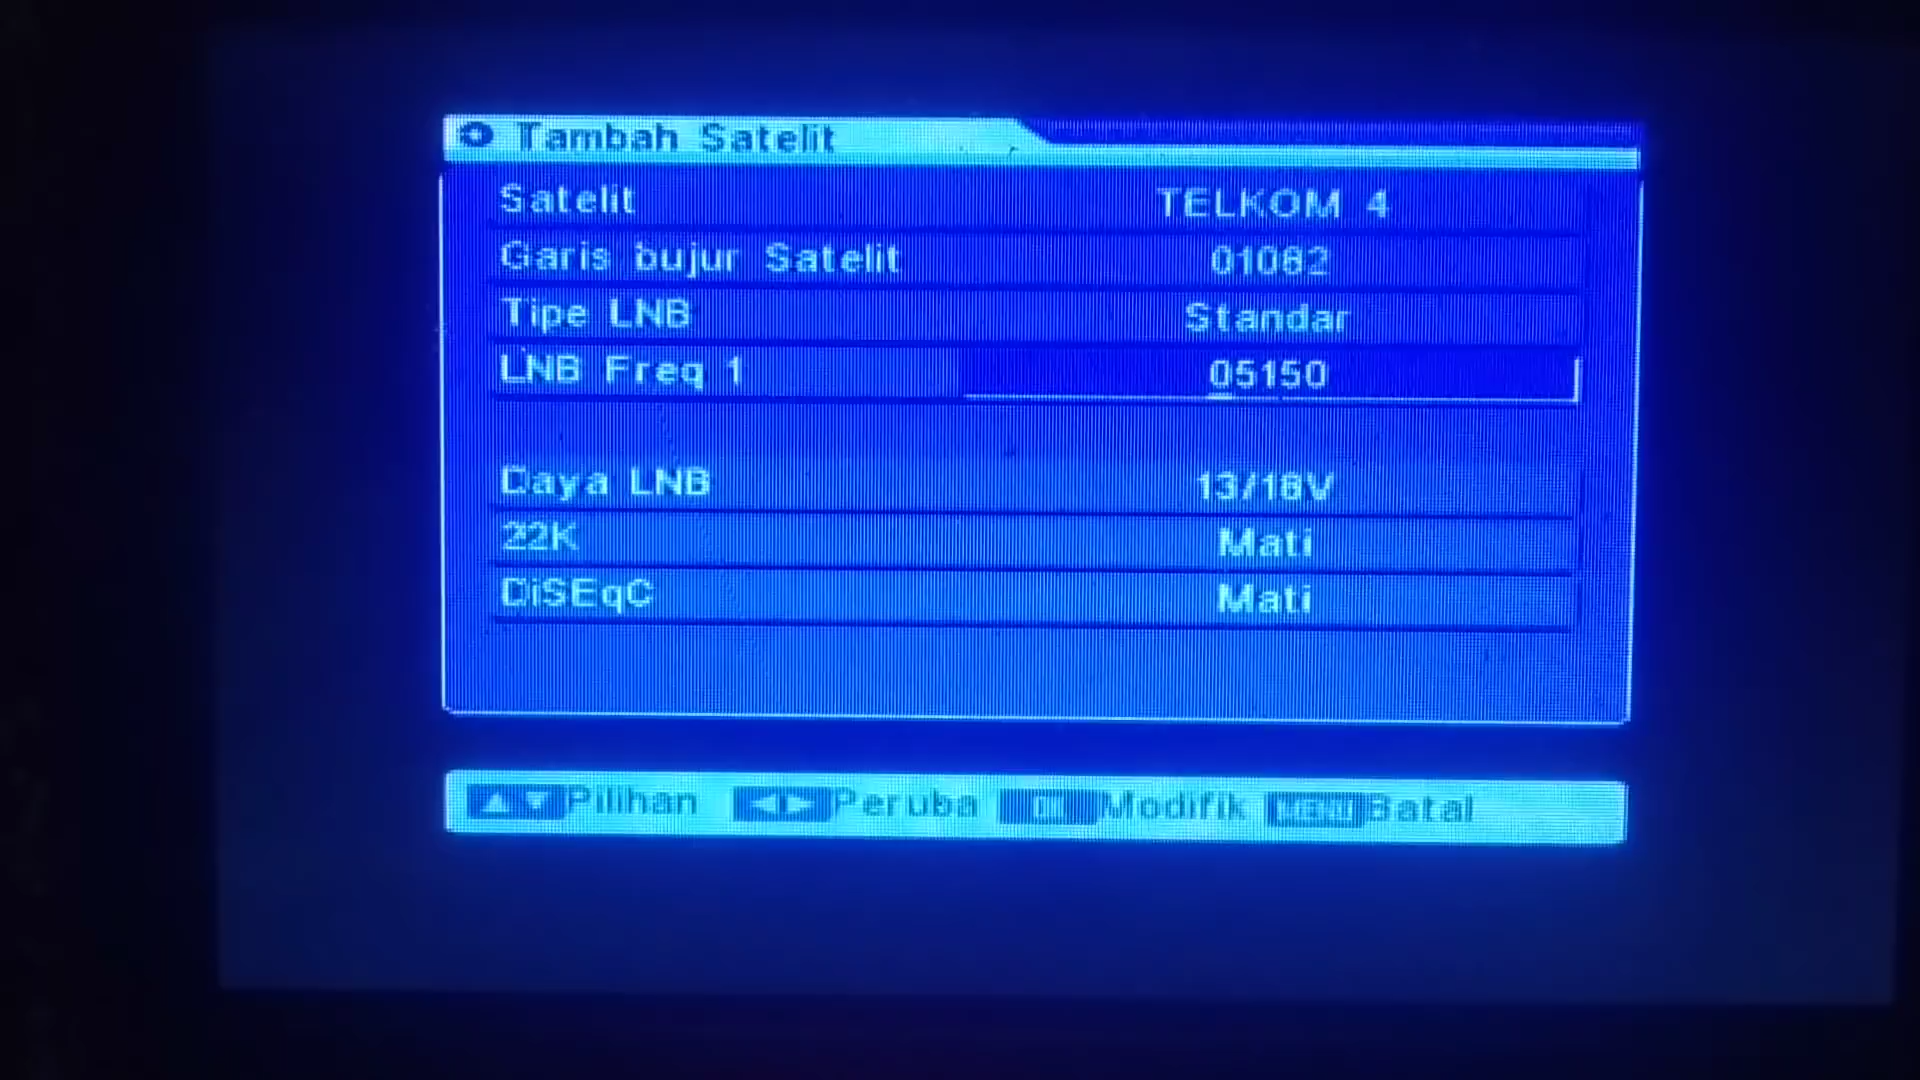 Tambah Satelit
Satelit TELKOM 4
Garis bujur Satelit 01082
Tipe LNB Standar
LNB Freq 1 05150
Daya LNB 13/18V
22K Mati
DiSEqC Mati
Pilihan Peruba OK Modifik MENU Batal